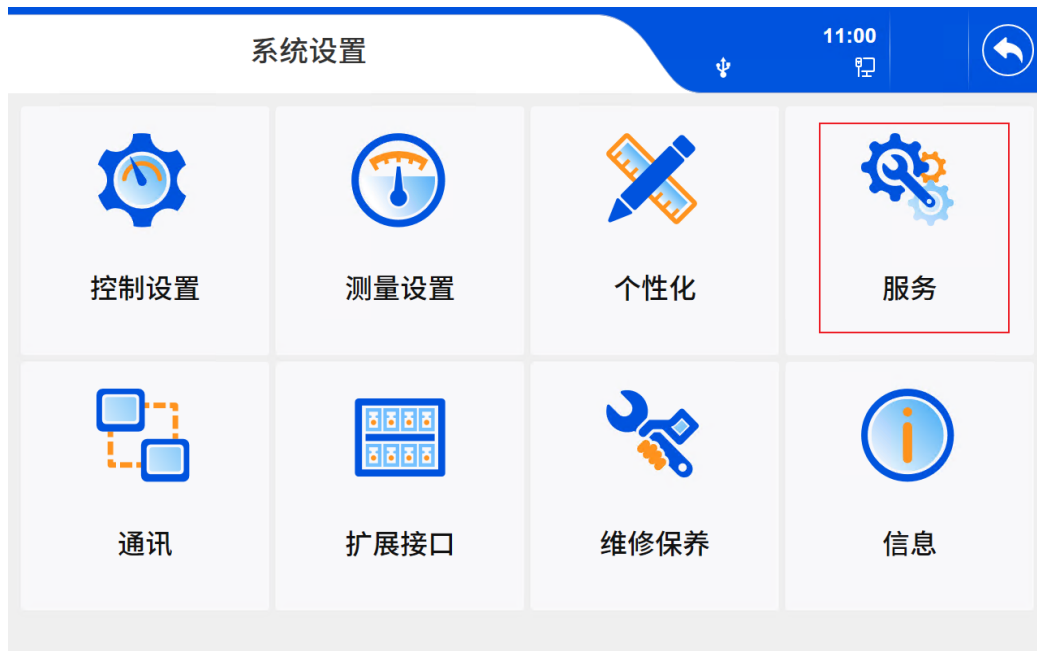 系统设置
11:00
控制设置
测量设置
个性化
服务
通讯
扩展接口
维修保养
信息